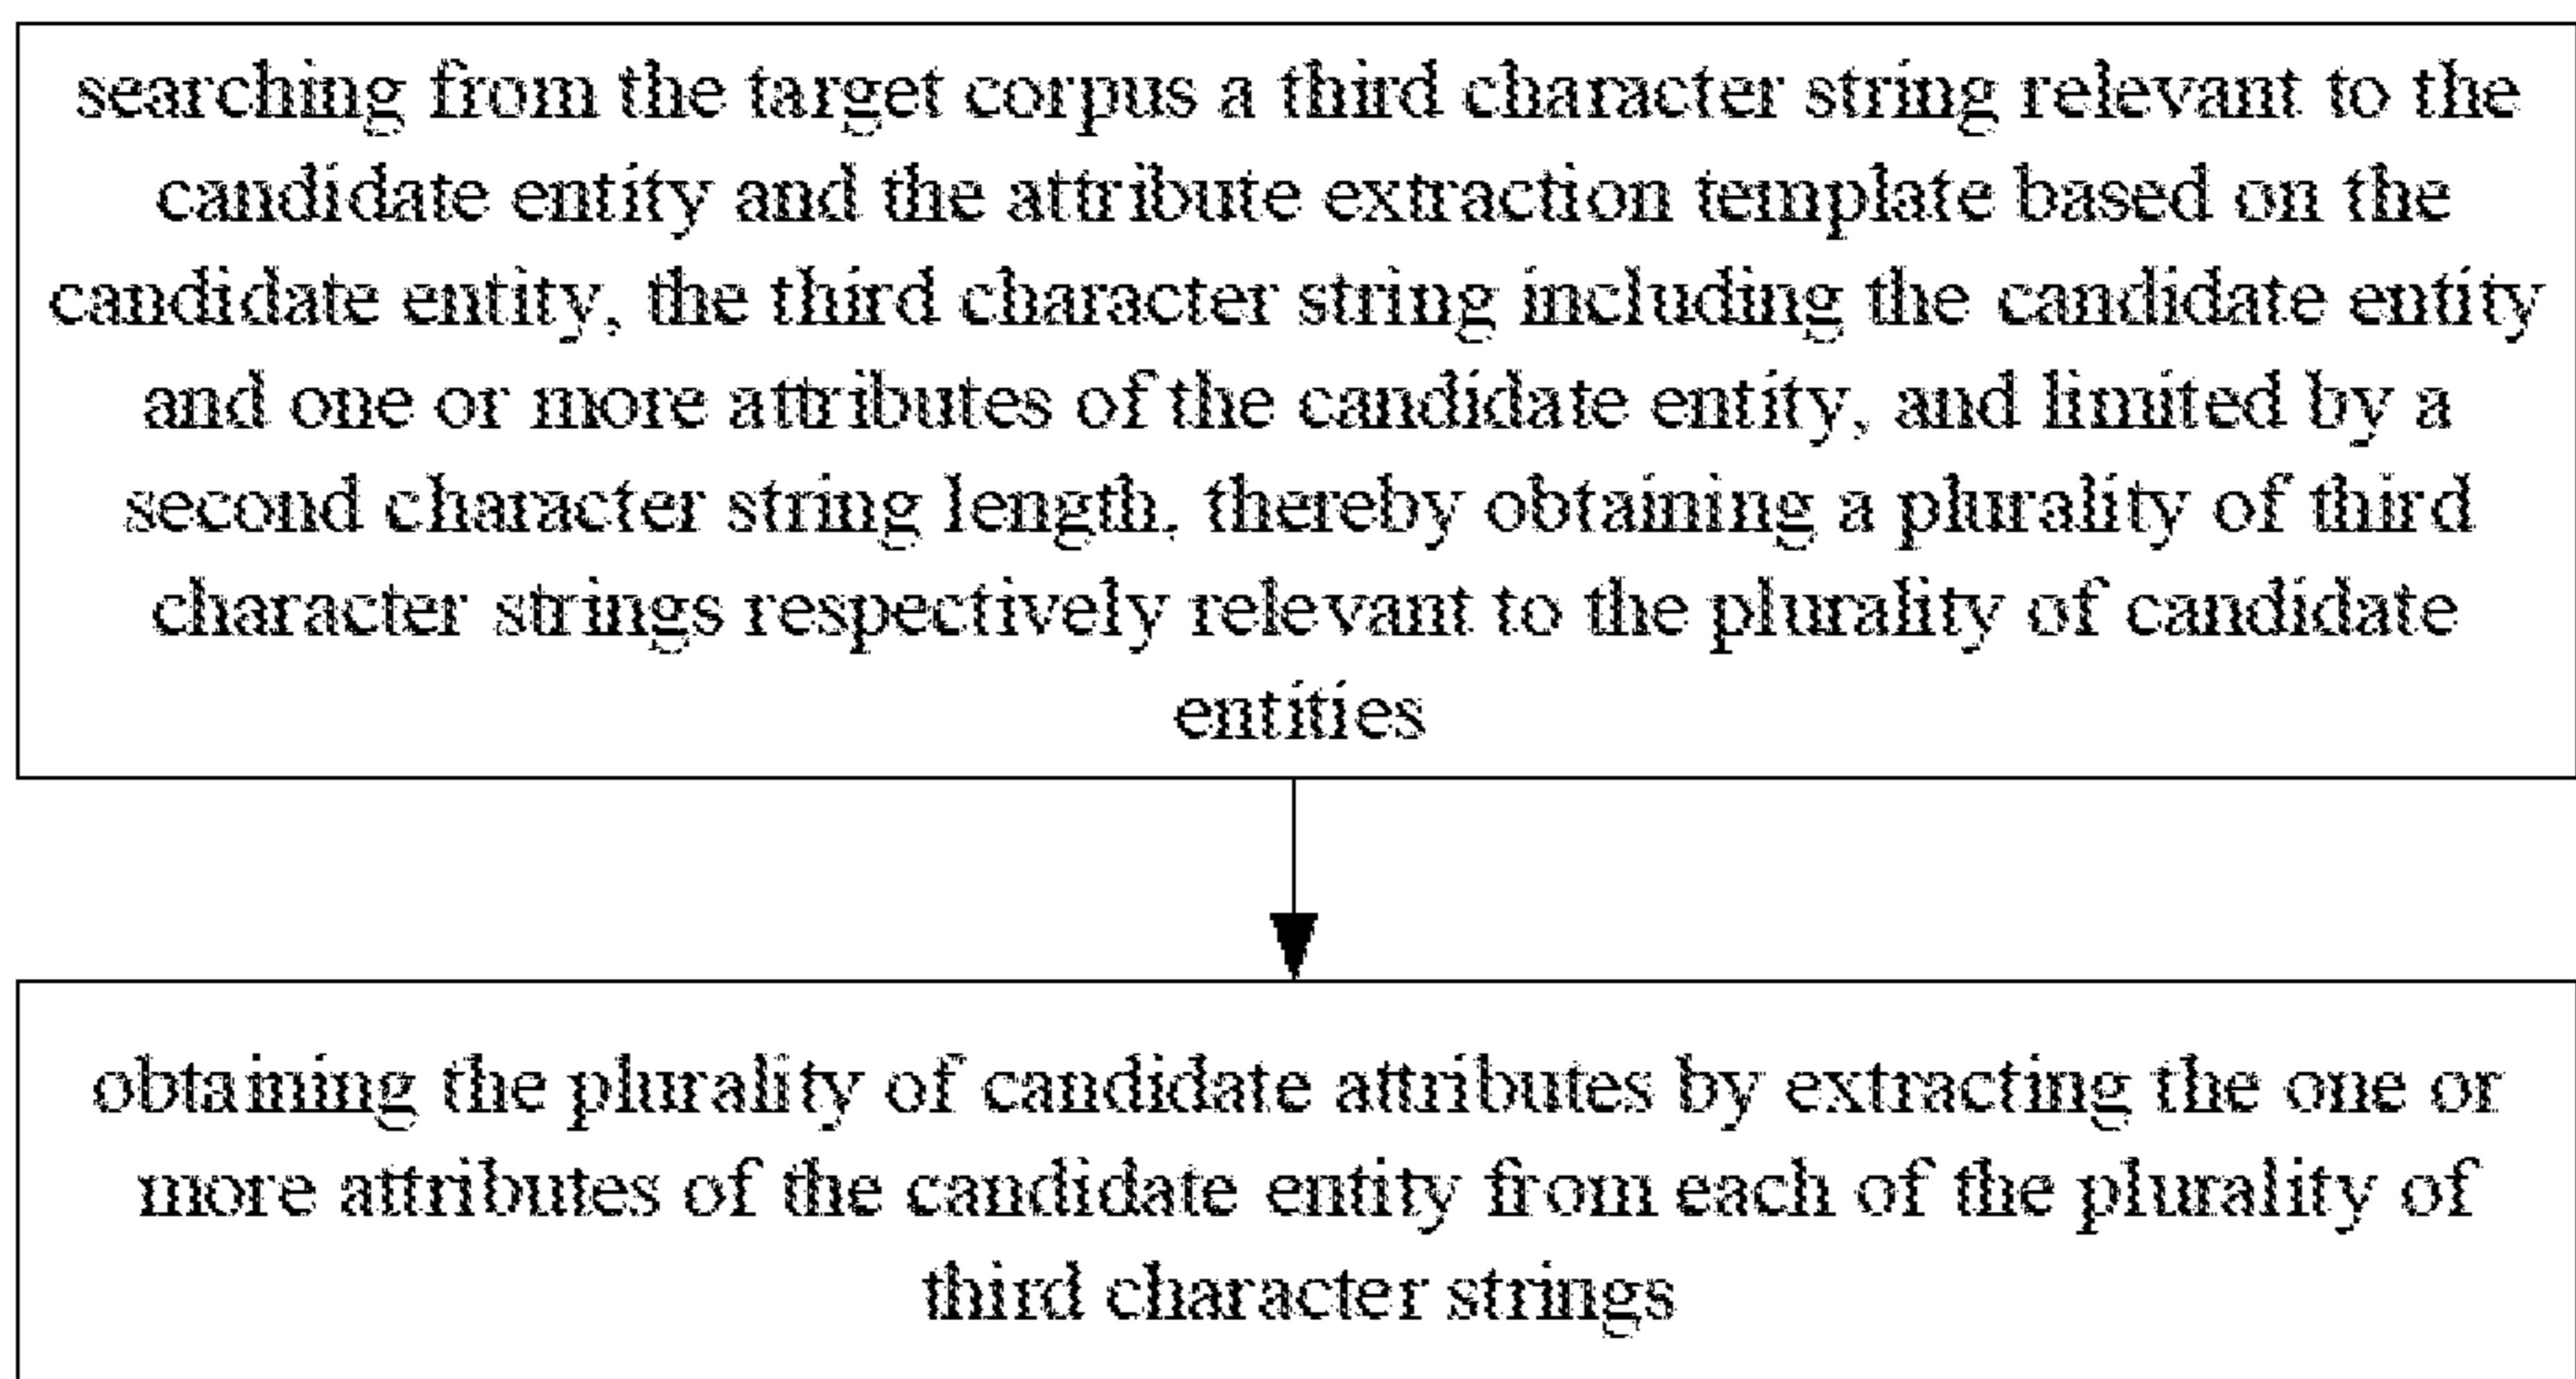 searching from the target corpus a third character string relevant to the
candidate entity and the attribute extraction template based on the
candidate entity, the third character string including the candidate entity
and one or more attributes of the candidate entity, and limited by a
second character string length, thereby obtaining a plurality of third
character strings respectively relevant to the plurality of candidate
entities
obtaining the plurality of candidate attributes by extracting the one or
more attributes of the candidate entity from each of the plurality of
third character strings